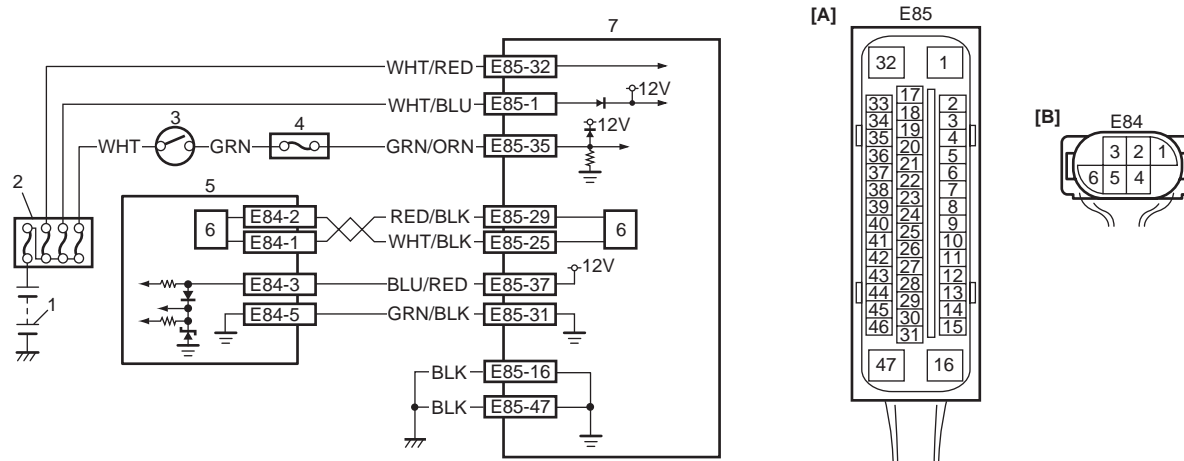 7
WHT/RED E85-32
WHT/BLU E85-1 12V
3 4 12V
WHT GRN GRN/ORN E85-35
2 5
6 E84-2 RED/BLK E85-29 6
E84-1 WHT/BLK E85-25
12V
E84-3 BLU/RED E85-37
1 E84-5 GRN/BLK E85-31
BLK E85-16
BLK E85-47
[A] E85
32 1
17
33 18 2
34 19 3
35 20 4
36 21 5
37 22 6
38 23 7
39 24 8
40 25 9
41 26 10
42 27 11
43 28 12
44 29 13
45 30 14
46 31 15
47 16
[B] E84
3 2 1
6 5 4